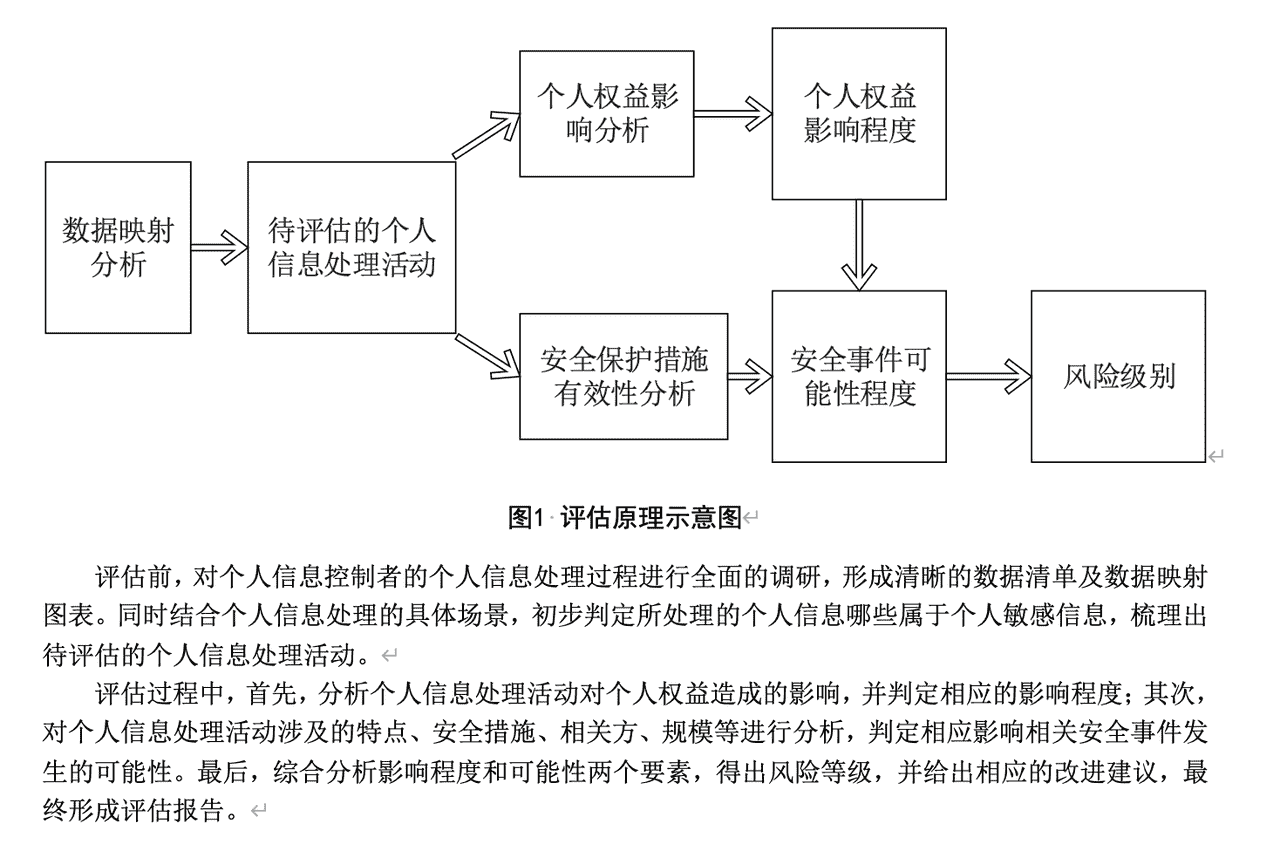 个人权益影
响分析
个人权益
影响程度
数据映射
分析
待评估的个人
信息处理活动
安全保护措施
有效性分析
安全事件可
能性程度
风险级别
图1 评估原理示意图
评估前，对个人信息控制者的个人信息处理过程进行全面的调研，形成清晰的数据清单及数据映射
图表。同时结合个人信息处理的具体场景，初步判定所处理的个人信息哪些属于个人敏感信息，梳理出
待评估的个人信息处理活动。
评估过程中，首先，分析个人信息处理活动对个人权益造成的影响，并判定相应的影响程度；其次，
对个人信息处理活动涉及的特点、安全措施、相关方、规模等进行分析，判定相应影响相关安全事件发
生的可能性。最后，综合分析影响程度和可能性两个要素，得出风险等级，并给出相应的改进建议，最
终形成评估报告。